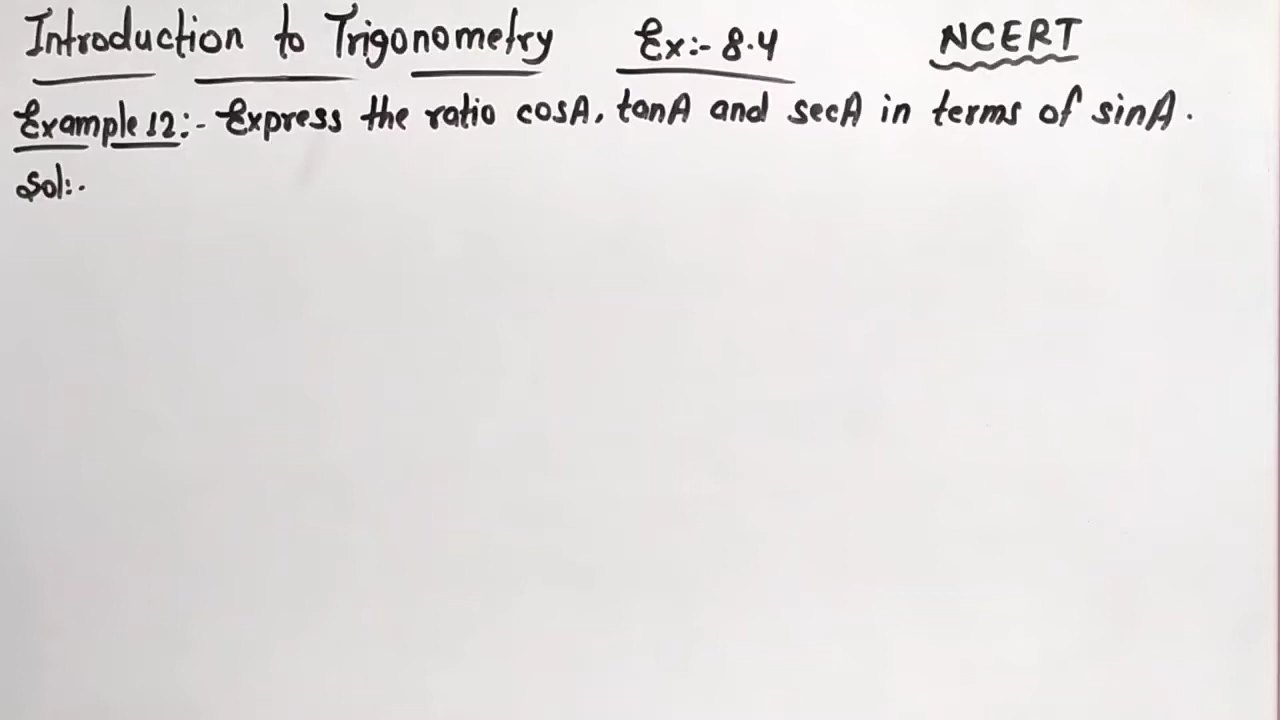 Introduction to Trigonometry Ex:- 8.4 NCERT
Example 12:- Express the ratio cosA, tanA and secA in terms of sinA.
Sol:-